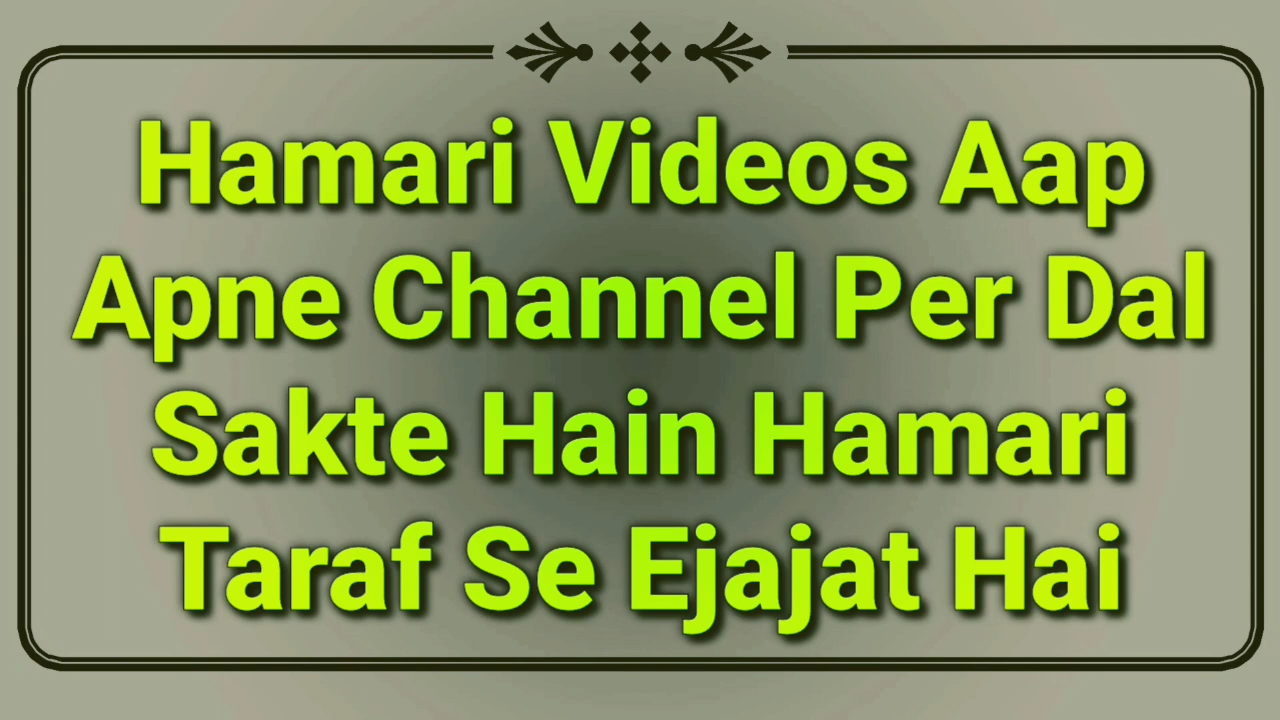 Hamari Videos Aap
Apne Channel Per Dal
Sakte Hain Hamari
Taraf Se Ejajat Hai